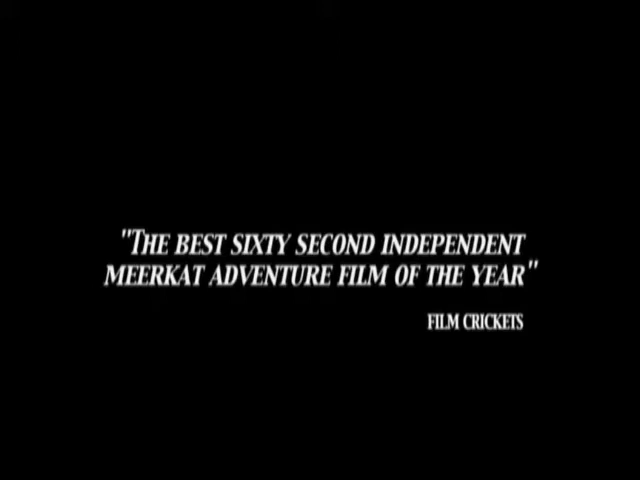 "THE BEST SIXTY SECOND INDEPENDENT
MEERKAT ADVENTURE FILM OF THE YEAR"
FILM CRICKETS